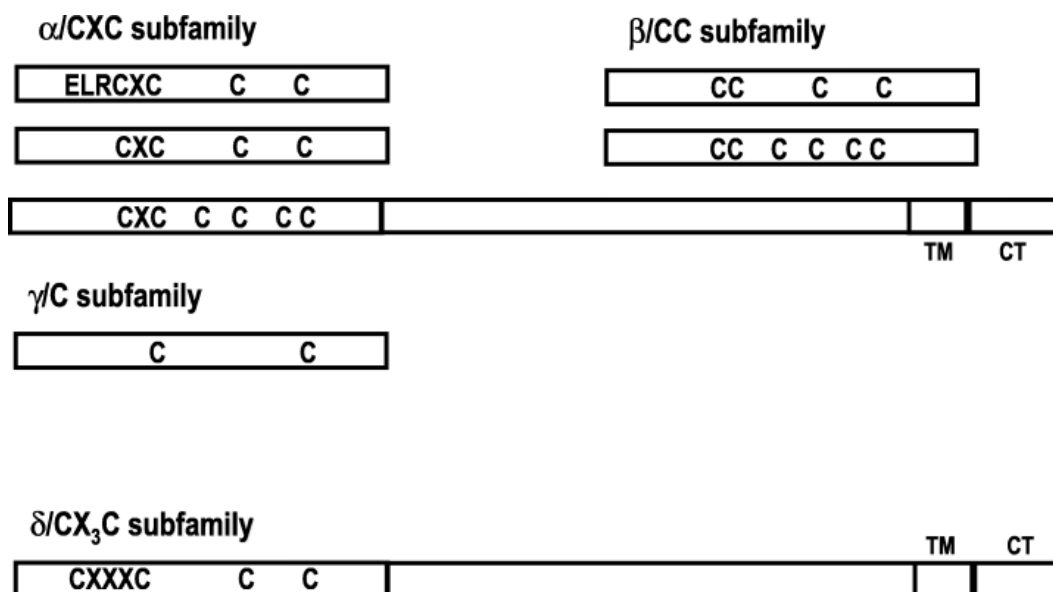 α/CXC subfamily
ELRCXC C C
CXC C C
CXC C C C C
TM CT
β/CC subfamily
CC C C
CC C C C C
γ/C subfamily
C C
δ/CX₃C subfamily
TM CT
CXXXC C C